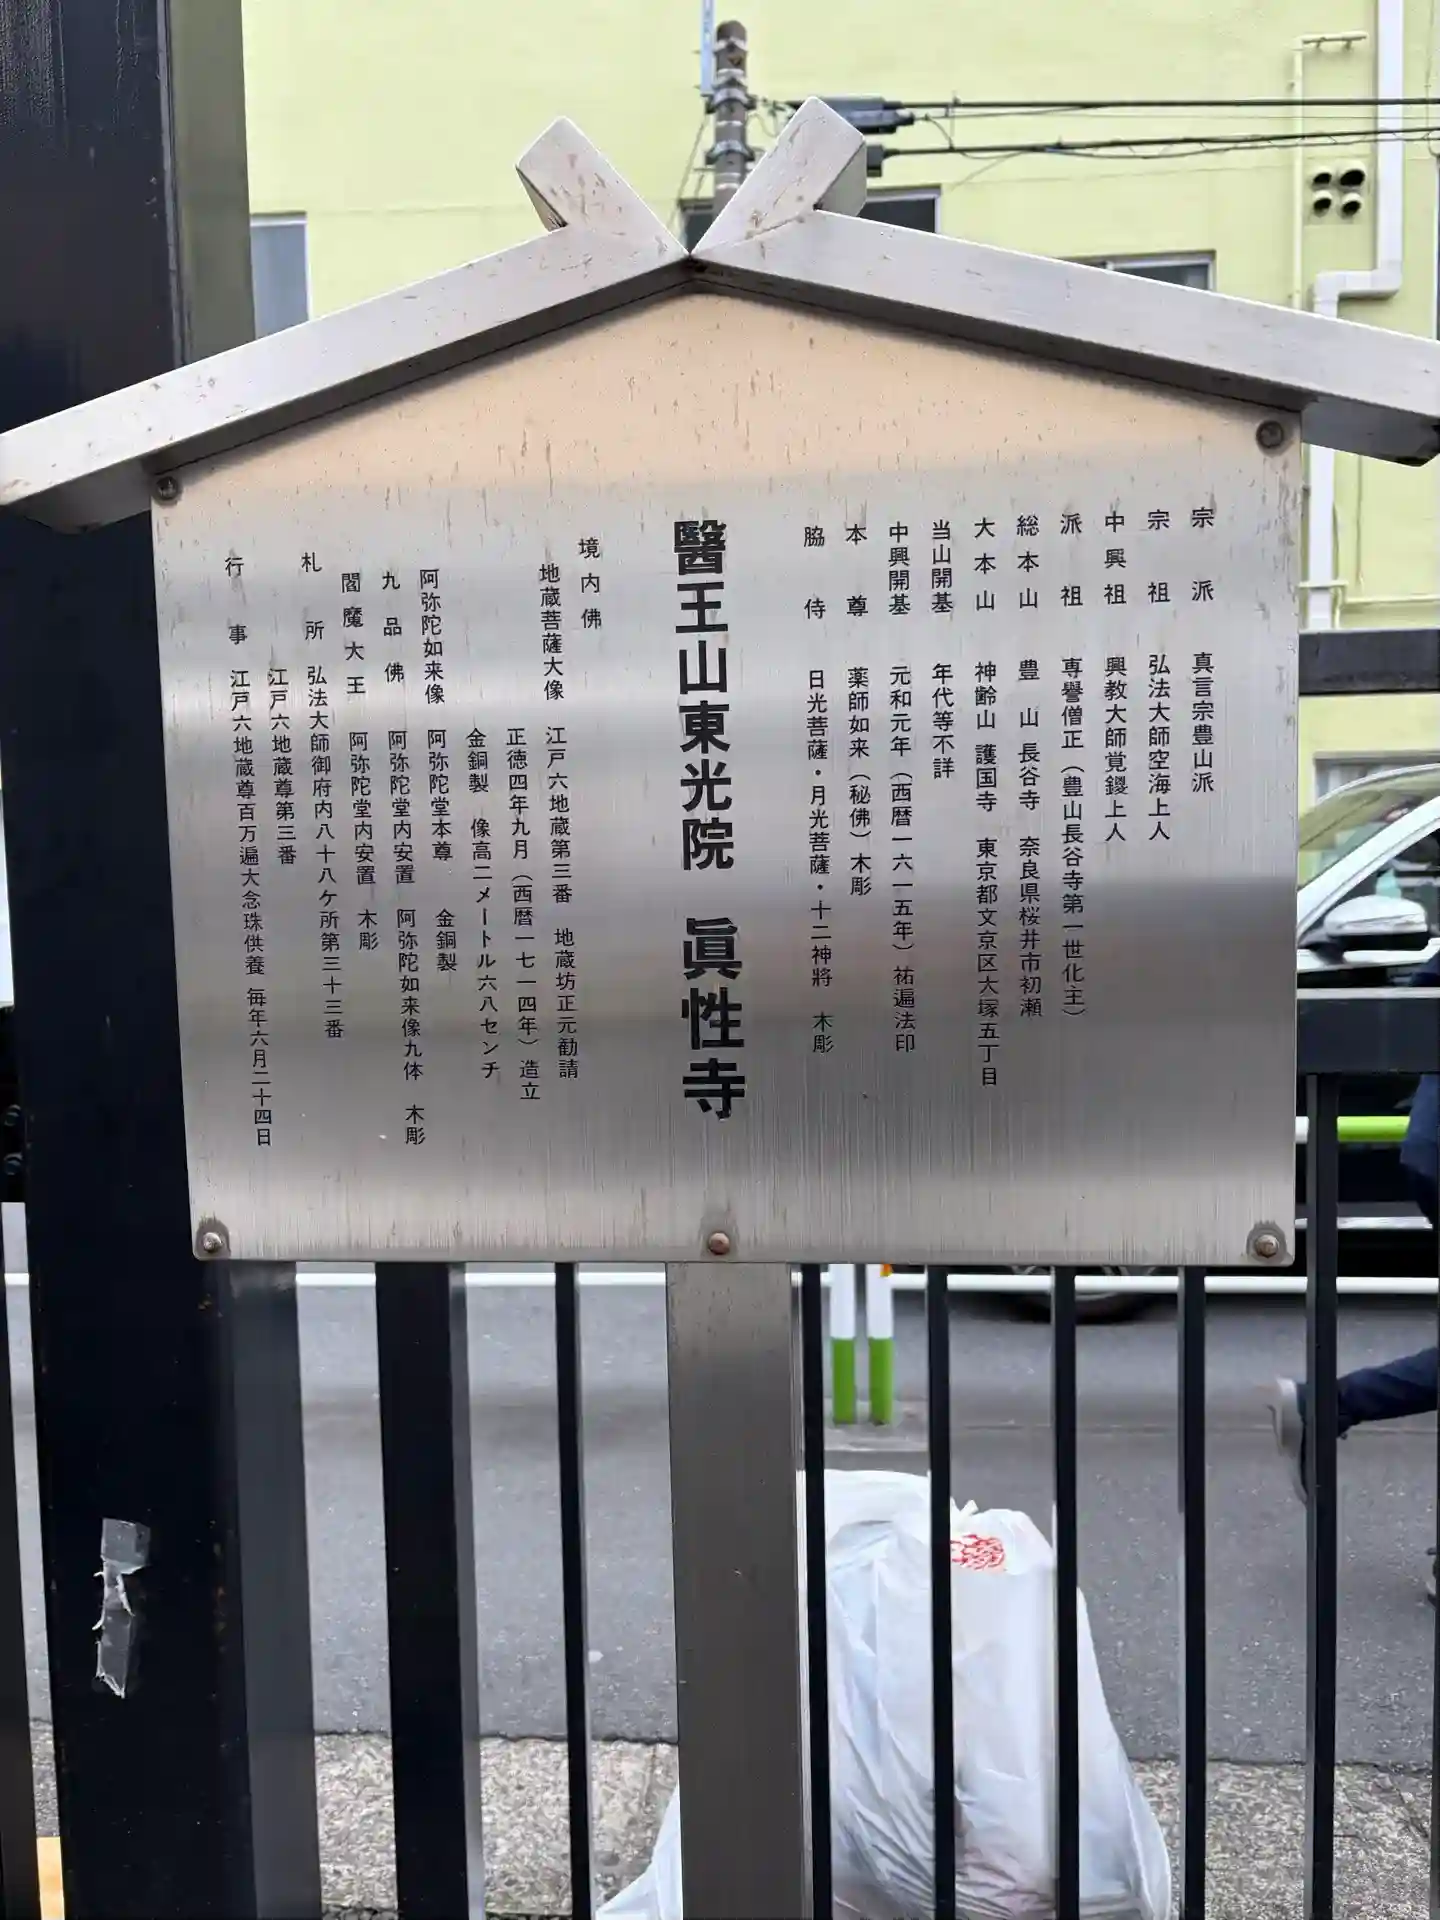 宗派 真言宗豊山派
宗祖 弘法大師空海上人
中興祖 興教大師覚鑁上人
派祖 専誉僧正（豊山長谷寺第一世化主）
総本山 豊山長谷寺 奈良県桜井市初瀬
大本山 神齢山護国寺 東京都文京区大塚五丁目
当山開基 年代等不詳
中興開基 元和元年（西暦一六一五年）祐遍法印
本尊 薬師如来（秘佛）木彫
脇侍 日光菩薩・月光菩薩・十二神將 木彫
醫王山東光院 眞性寺
境内佛
地蔵菩薩大像 江戸六地蔵第三番 地蔵坊正元勧請
正徳四年九月（西暦一七一四年）造立
金銅製 像高二メートル六八センチ
阿弥陀如来像 阿弥陀堂本尊 金銅製
九品佛 阿弥陀堂内安置 阿弥陀如来像九体 木彫
閻魔大王 阿弥陀堂内安置 木彫
札所 弘法大師御府内八十八ケ所第三十三番
江戸六地蔵尊第三番
行事 江戸六地蔵尊百万遍大念珠供養 毎年六月二十四日